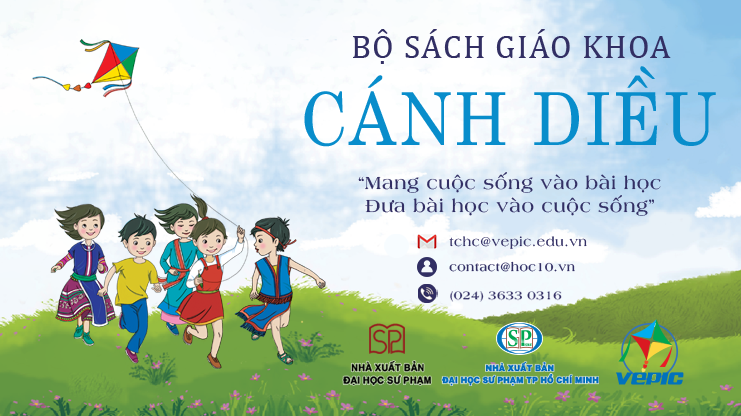 BỘ SÁCH GIÁO KHOA
CÁNH DIỀU
“Mang cuộc sống vào bài học
Đưa bài học vào cuộc sống”
tchc@vepic.edu.vn
contact@hoc10.vn
(024) 3633 0316
SP
NHÀ XUẤT BẢN
ĐẠI HỌC SƯ PHẠM
SP
NHÀ XUẤT BẢN
ĐẠI HỌC SƯ PHẠM TP HỒ CHÍ MINH
VEPIC